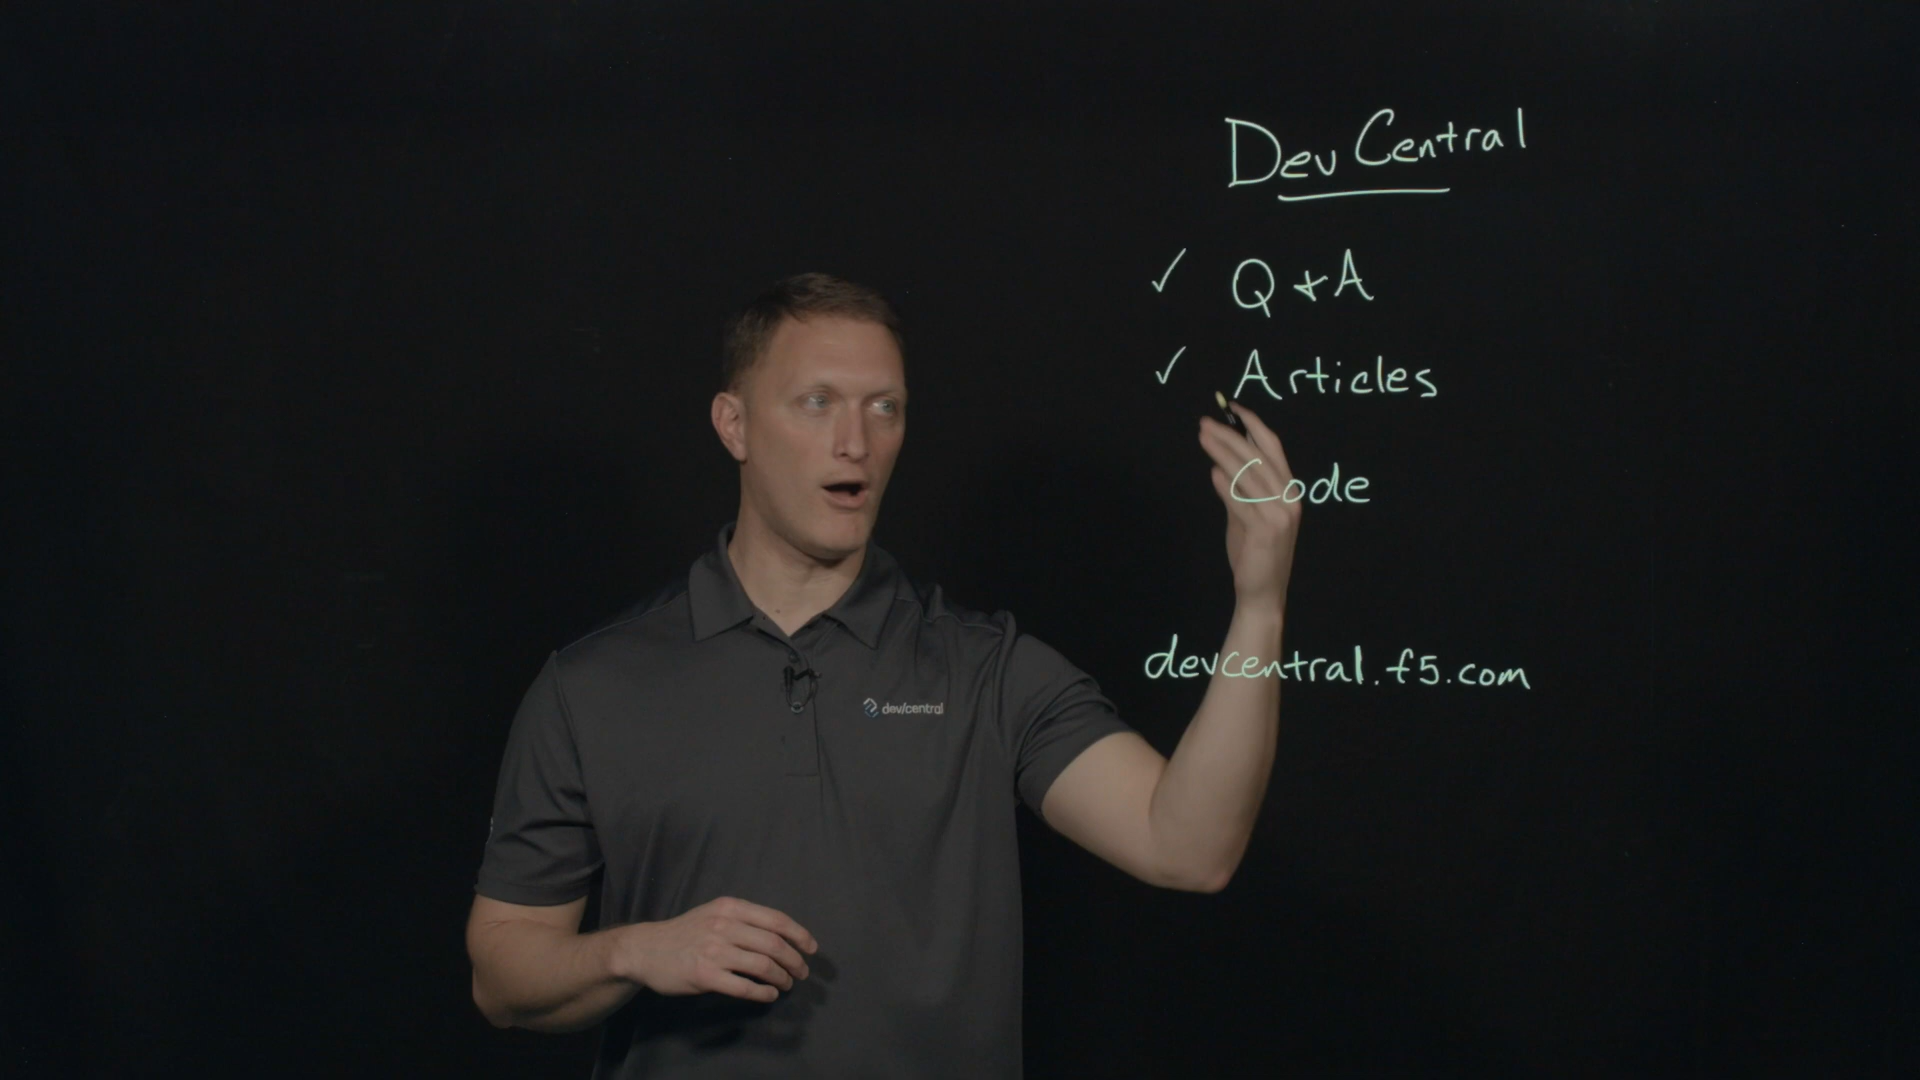 Dev Central
✓ Q & A
✓ Articles
Code
devcentral.f5.com
dev/central